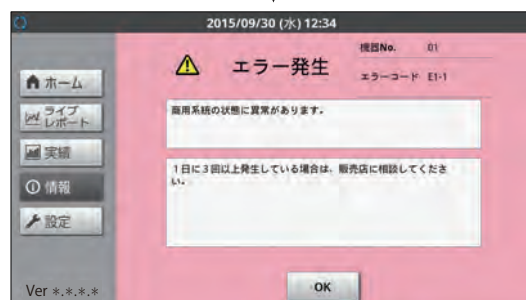 2015/09/30 (水) 12:34
機器No. 01
エラー発生
エラーコード E1-1
ホーム
ライブ
レポート
実績
情報
設定
商用系統の状態に異常があります。
1日に3回以上発生している場合は、販売店に相談してくださ
い。
OK
Ver *.*.*.*